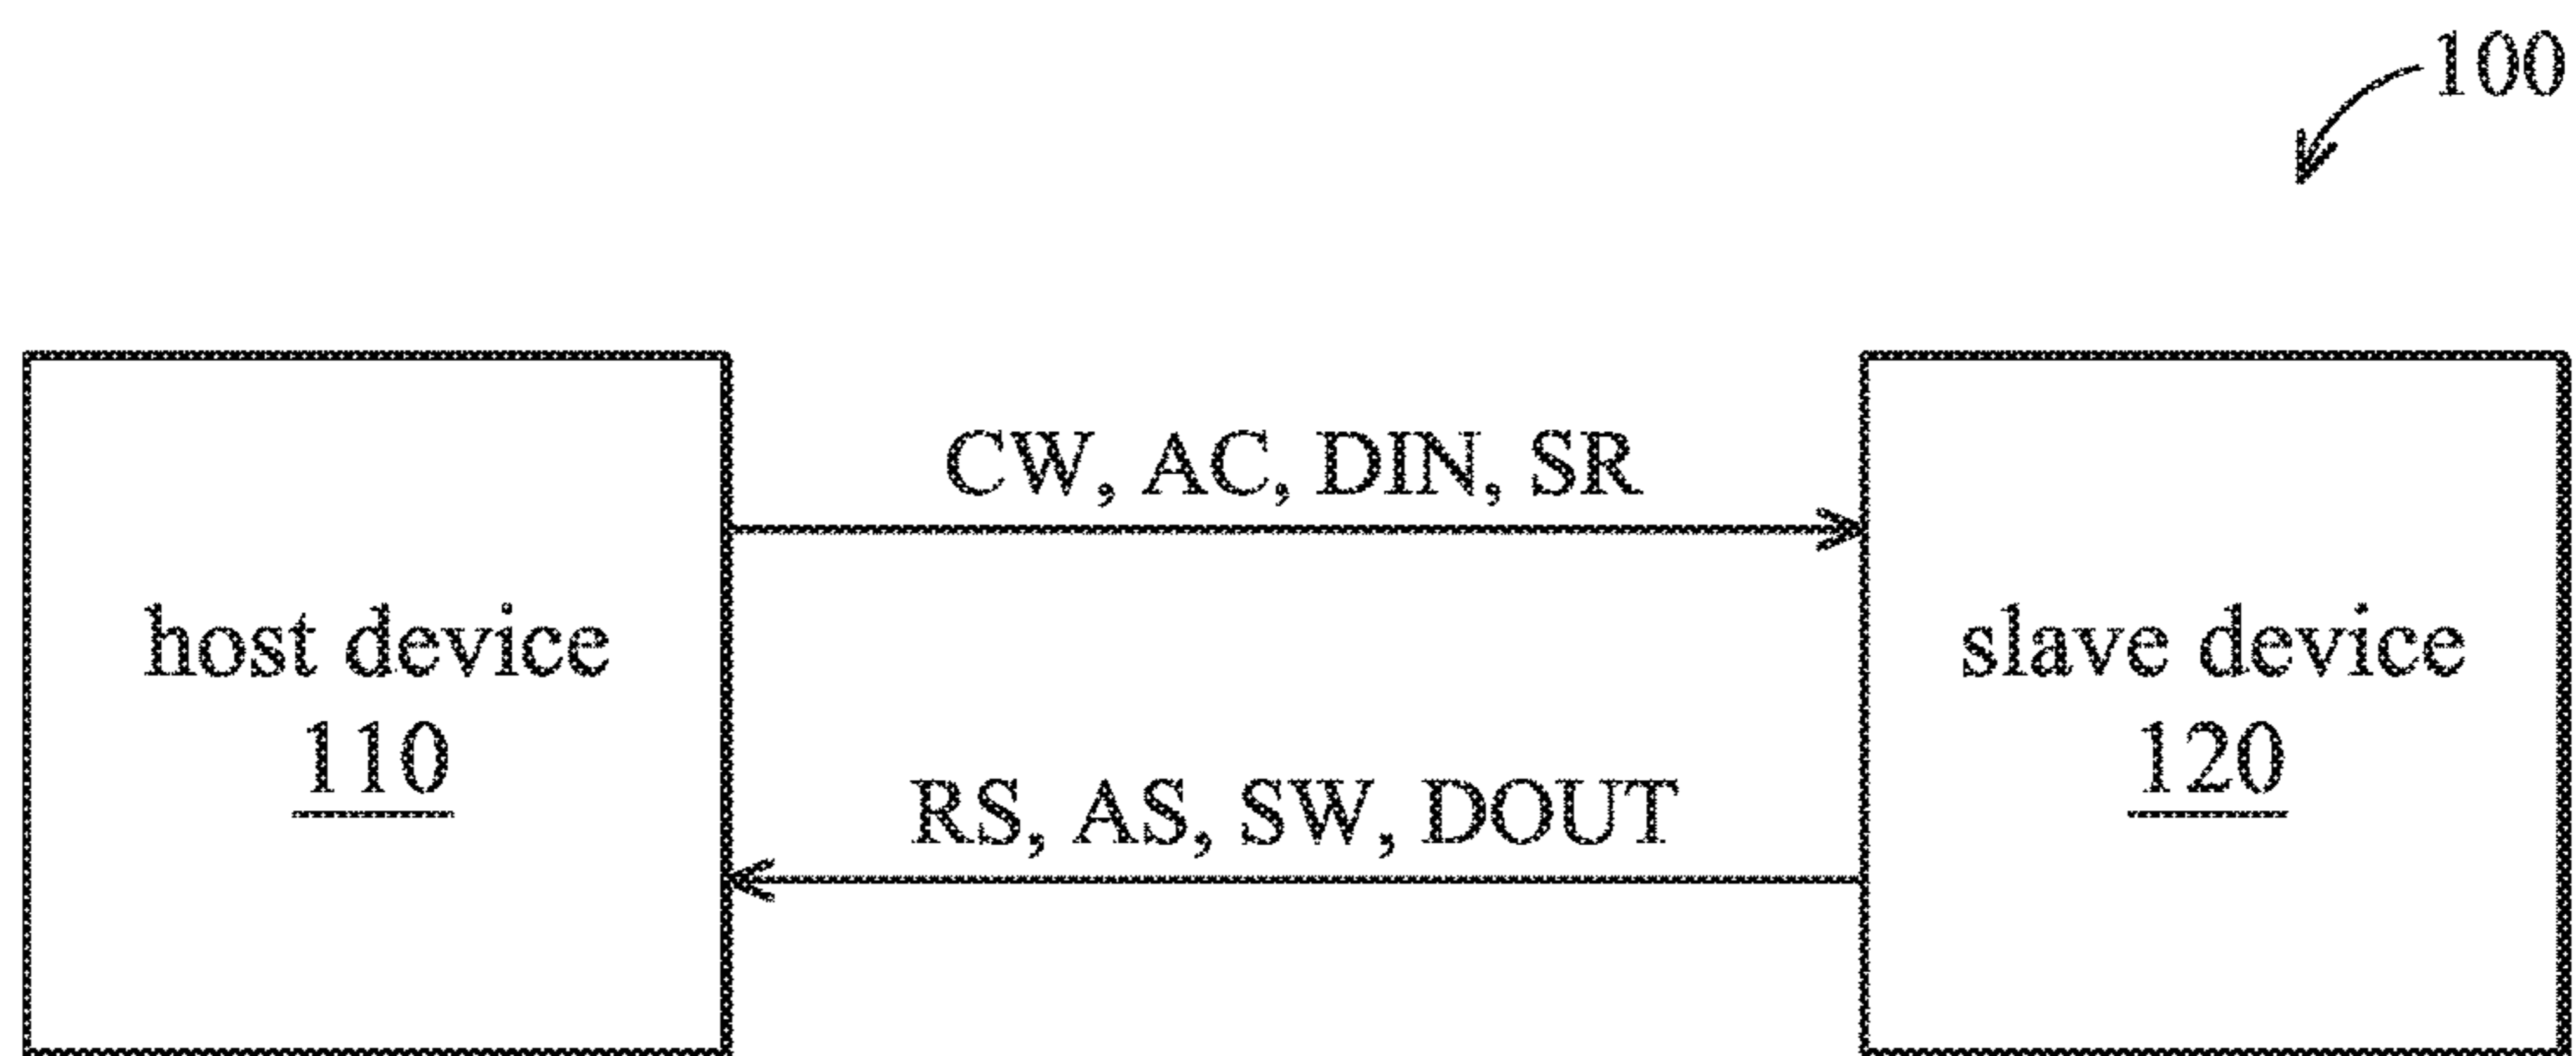 100
CW, AC, DIN, SR
host device
110
slave device
120
RS, AS, SW, DOUT